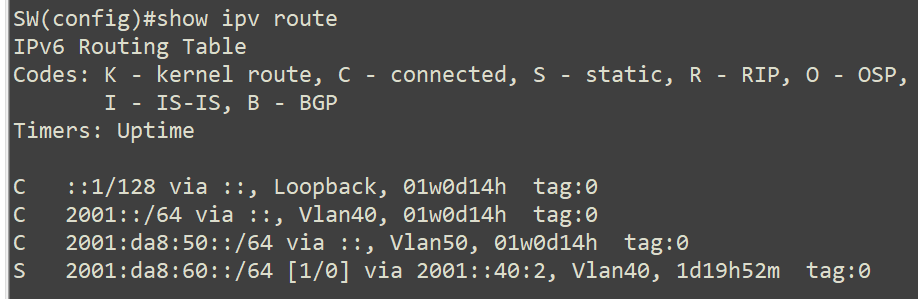 SW(config)#show ipv route
IPv6 Routing Table
Codes: K - kernel route, C - connected, S - static, R - RIP, O - OSP,
       I - IS-IS, B - BGP
Timers: Uptime

C   ::1/128 via ::, Loopback, 01w0d14h  tag:0
C   2001::/64 via ::, Vlan40, 01w0d14h  tag:0
C   2001:da8:50::/64 via ::, Vlan50, 01w0d14h  tag:0
S   2001:da8:60::/64 [1/0] via 2001::40:2, Vlan40, 1d19h52m  tag:0